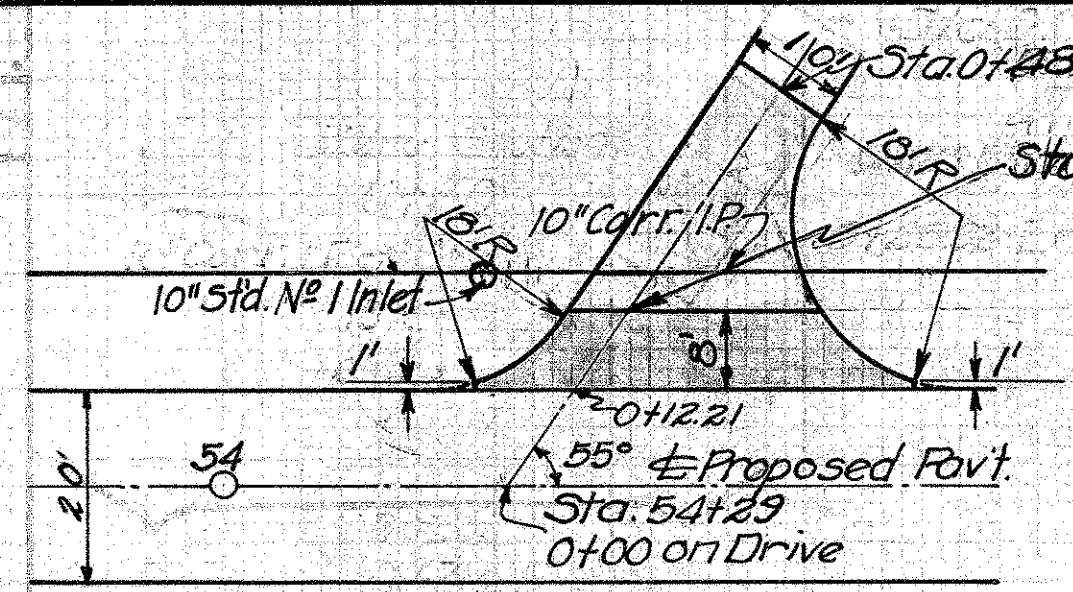 10'
Sta. 0+48
18' R
Sta
18' R
10" Corr. I.P.
10" Std. Nº 1 Inlet
8'
1'
1'
0+12.21
54
55° ℄ Proposed Pav't.
20'
Sta. 54+29
0+00 on Drive